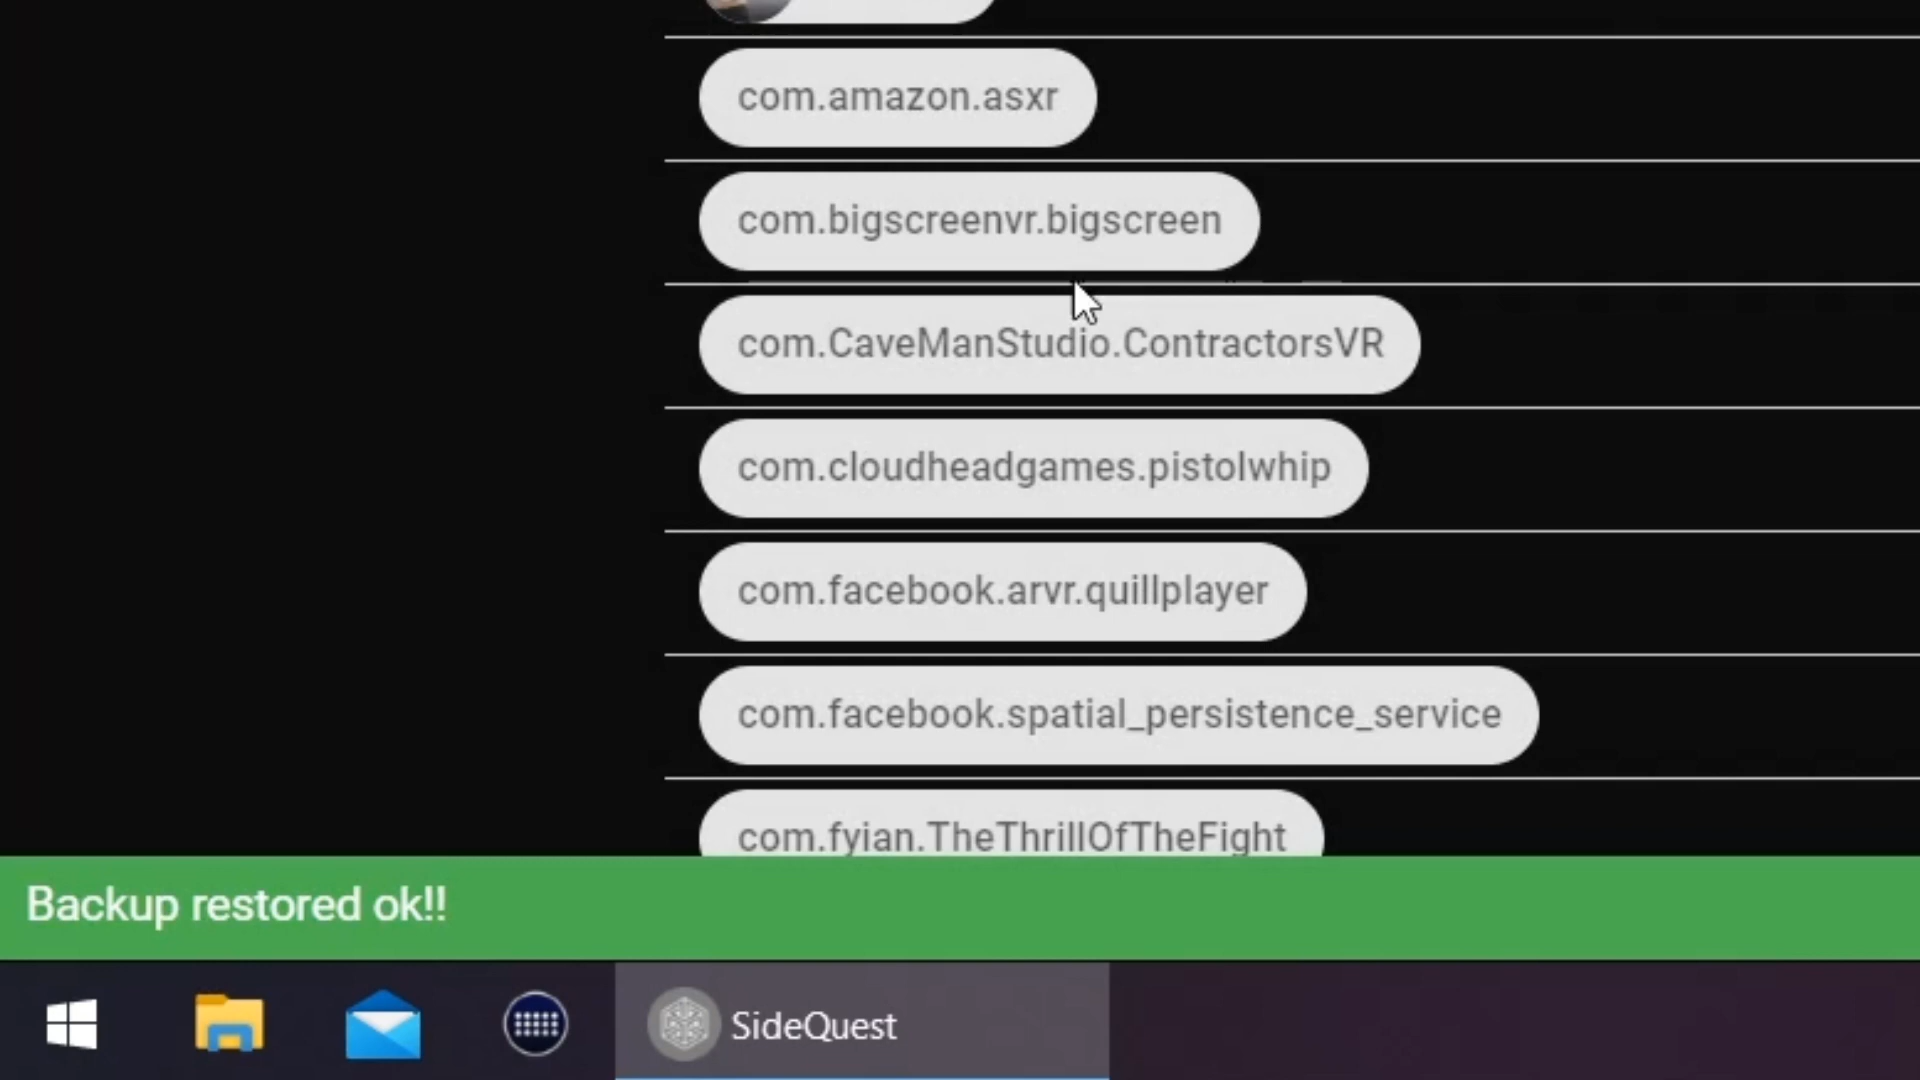 com.amazon.asxr
com.bigscreenvr.bigscreen
com.CaveManStudio.ContractorsVR
com.cloudheadgames.pistolwhip
com.facebook.arvr.quillplayer
com.facebook.spatial_persistence_service
com.fyian.TheThrillOfTheFight
Backup restored ok!!
SideQuest